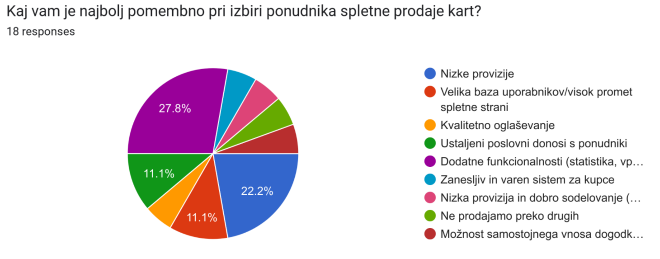 Kaj vam je najbolj pomembno pri izbiri ponudnika spletne prodaje kart?
18 responses
27.8%
11.1%
11.1%
22.2%
Nizke provizije
Velika baza uporabnikov/visok promet
spletne strani
Kvalitetno oglaševanje
Ustaljeni poslovni donosi s ponudniki
Dodatne funkcionalnosti (statistika, vp…
Zanesljiv in varen sistem za kupce
Nizka provizija in dobro sodelovanje (…
Ne prodajamo preko drugih
Možnost samostojnega vnosa dogodk…